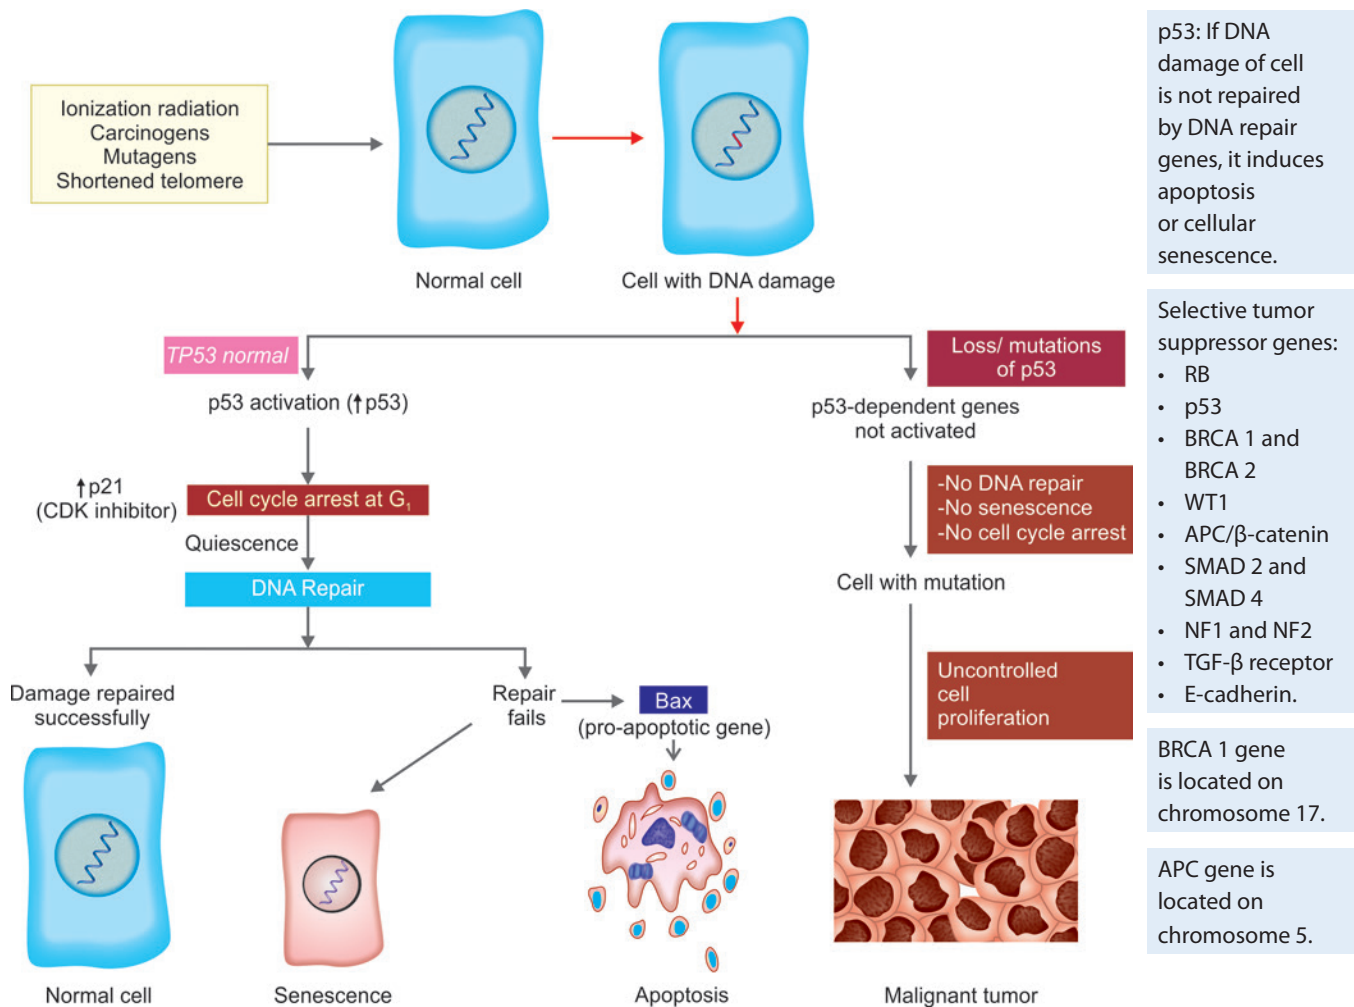 Ionization radiation
Carcinogens
Mutagens
Shortened telomere
Normal cell
Cell with DNA damage
TP53 normal
Loss/ mutations
of p53
p53 activation (↑p53)
p53-dependent genes
not activated
↑p21
(CDK inhibitor)
Cell cycle arrest at G₁
-No DNA repair
-No senescence
-No cell cycle arrest
Quiescence
DNA Repair
Cell with mutation
Damage repaired
successfully
Repair
fails
Bax
(pro-apoptotic gene)
Uncontrolled
cell
proliferation
Normal cell
Senescence
Apoptosis
Malignant tumor
p53: If DNA
damage of cell
is not repaired
by DNA repair
genes, it induces
apoptosis
or cellular
senescence.
Selective tumor
suppressor genes:
• RB
• p53
• BRCA 1 and
BRCA 2
• WT1
• APC/β-catenin
• SMAD 2 and
SMAD 4
• NF1 and NF2
• TGF-β receptor
• E-cadherin.
BRCA 1 gene
is located on
chromosome 17.
APC gene is
located on
chromosome 5.